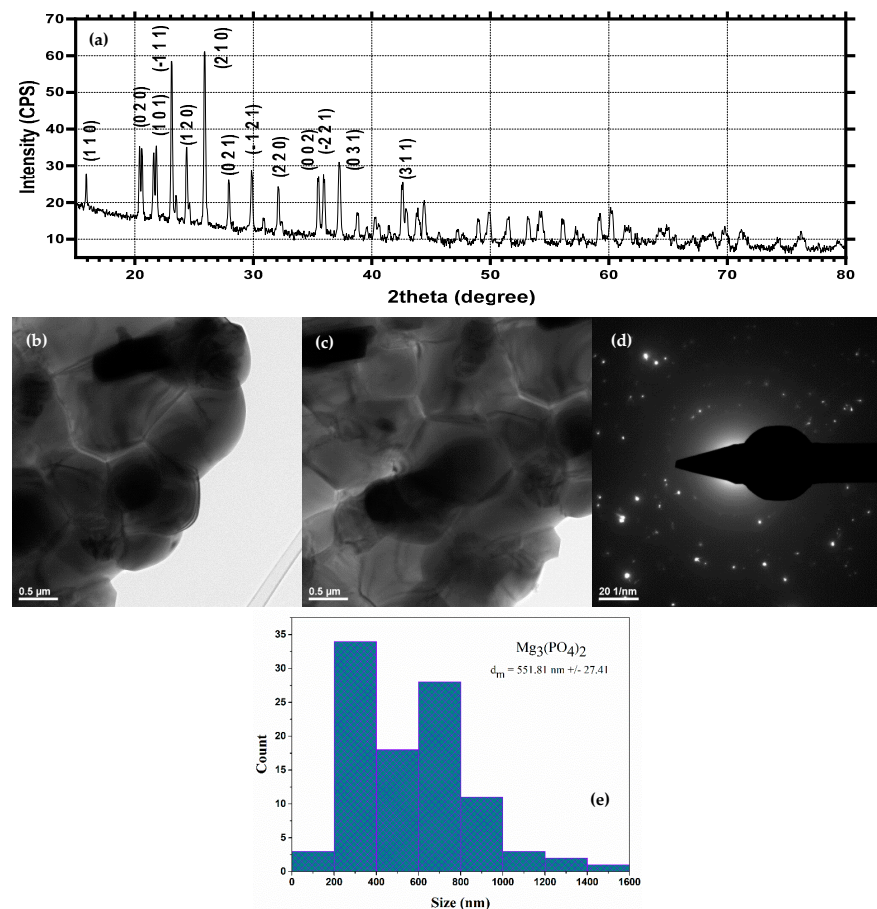 (a)
Intensity (CPS)
70
60
50
40
30
20
10
(1 1 0)
(0 2 0)
(1 0 1)
(-1 1 1)
(1 2 0)
(2 1 0)
(0 2 1)
(- 1 2 1)
(2 2 0)
(0 0 2)
(-2 2 1)
(0 3 1)
(3 1 1)
20 30 40 50 60 70 80
2theta (degree)
(b)
0.5 µm
(c)
0.5 µm
(d)
20 1/nm
Mg3(PO4)2
dm = 551.81 nm +/- 27.41
(e)
Count
35
30
25
20
15
10
5
0
0 200 400 600 800 1000 1200 1400 1600
Size (nm)